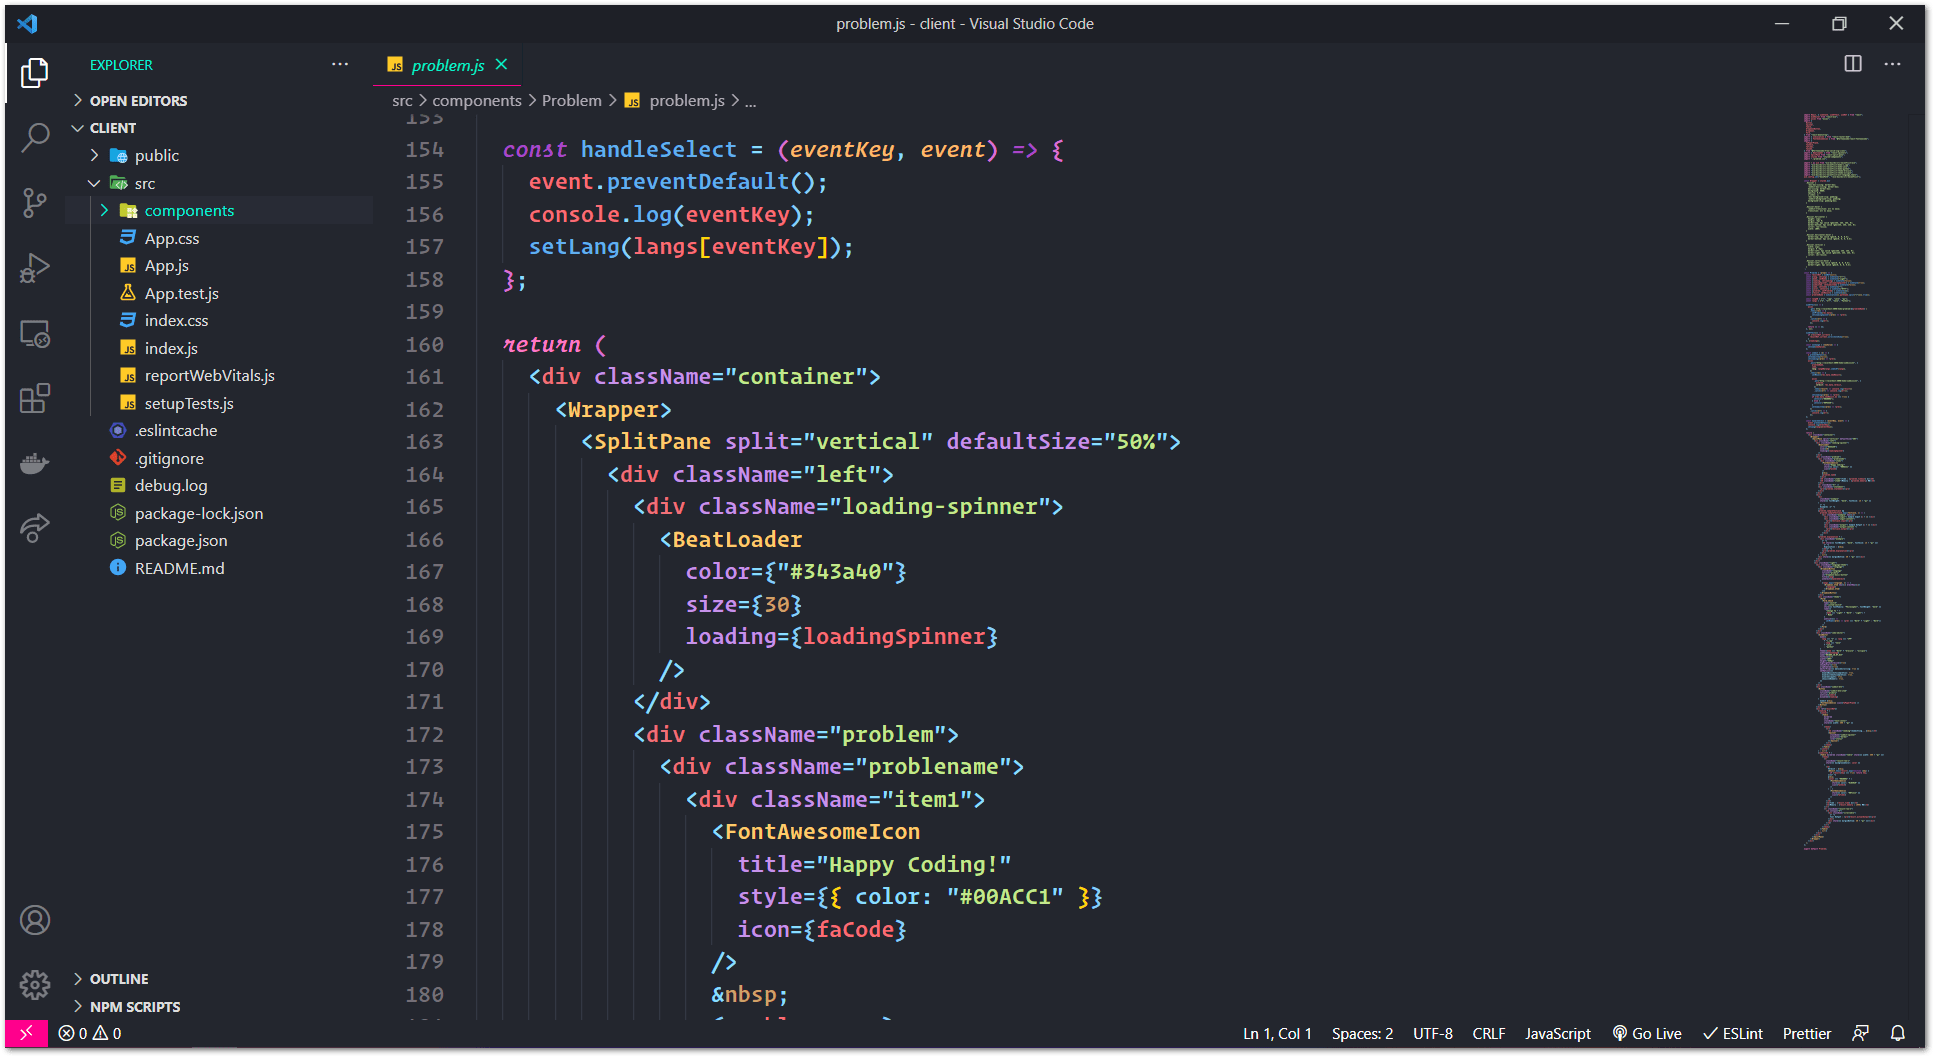 problem.js - client - Visual Studio Code
EXPLORER
OPEN EDITORS
CLIENT
public
src
components
App.css
App.js
App.test.js
index.css
index.js
reportWebVitals.js
setupTests.js
.eslintcache
.gitignore
debug.log
package-lock.json
package.json
README.md
OUTLINE
NPM SCRIPTS
JS problem.js
src > components > Problem > JS problem.js > ...
153
154 const handleSelect = (eventKey, event) => {
155 event.preventDefault();
156 console.log(eventKey);
157 setLang(langs[eventKey]);
158 };
159
160 return (
161 <div className="container">
162 <Wrapper>
163 <SplitPane split="vertical" defaultSize="50%">
164 <div className="left">
165 <div className="loading-spinner">
166 <BeatLoader
167 color={"#343a40"}
168 size={30}
169 loading={loadingSpinner}
170 />
171 </div>
172 <div className="problem">
173 <div className="problename">
174 <div className="item1">
175 <FontAwesomeIcon
176 title="Happy Coding!"
177 style={{ color: "#00ACC1" }}
178 icon={faCode}
179 />
180 &nbsp;
0 0
Ln 1, Col 1 Spaces: 2 UTF-8 CRLF JavaScript Go Live ESLint Prettier